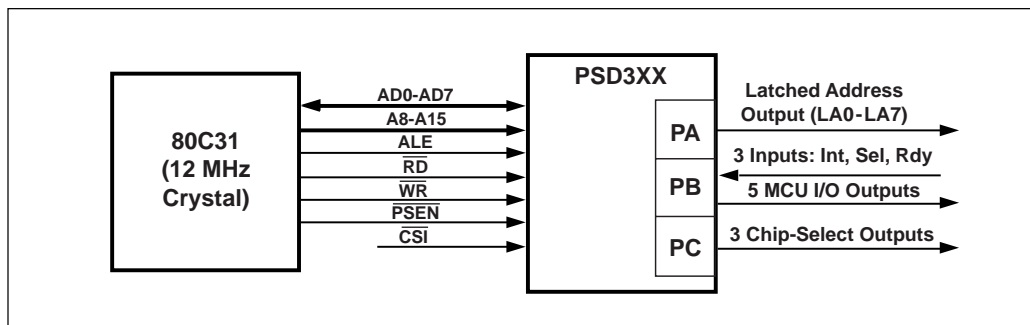 80C31
(12 MHz
Crystal)
AD0-AD7
A8-A15
ALE
RD
WR
PSEN
CSI
PSD3XX
PA
PB
PC
Latched Address
Output (LA0-LA7)
3 Inputs: Int, Sel, Rdy
5 MCU I/O Outputs
3 Chip-Select Outputs